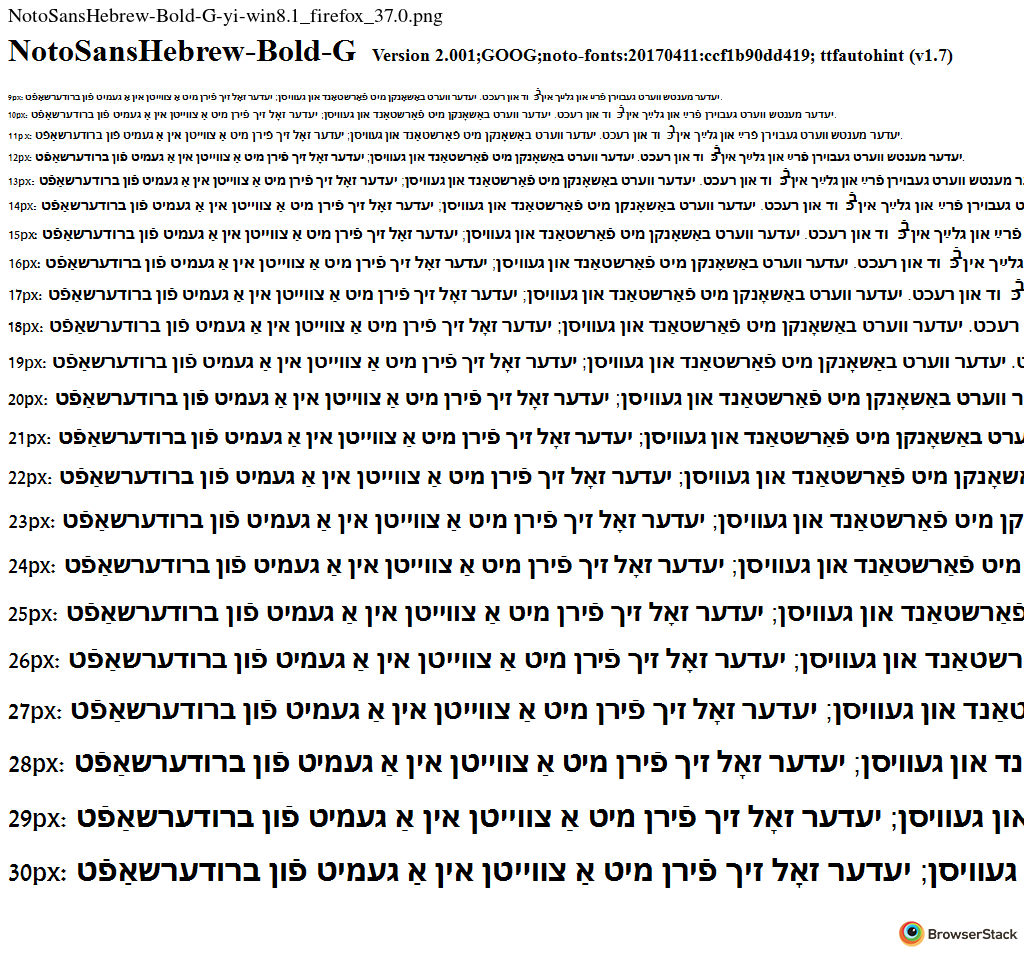 NotoSansHebrew-Bold-G-yi-win8.1_firefox_37.0.png
NotoSansHebrew-Bold-G Version 2.001;GOOG;noto-fonts:20170411:ccf1b90dd419; ttfautohint (v1.7)
9px: יעדער מענטש ווערט געבוירן פֿרײַ און גלײַך אין כּבֿוד און רעכט. יעדער ווערט באַשאָנקן מיט פֿאַרשטאַנד און געוויסן; יעדער זאָל זיך פֿירן מיט אַ צווייטן אין אַ געמיט פֿון ברודערשאַפֿט.
10px: יעדער מענטש ווערט געבוירן פֿרײַ און גלײַך אין כּבֿוד און רעכט. יעדער ווערט באַשאָנקן מיט פֿאַרשטאַנד און געוויסן; יעדער זאָל זיך פֿירן מיט אַ צווייטן אין אַ געמיט פֿון ברודערשאַפֿט.
11px: יעדער מענטש ווערט געבוירן פֿרײַ און גלײַך אין כּבֿוד און רעכט. יעדער ווערט באַשאָנקן מיט פֿאַרשטאַנד און געוויסן; יעדער זאָל זיך פֿירן מיט אַ צווייטן אין אַ געמיט פֿון ברודערשאַפֿט.
12px: יעדער מענטש ווערט געבוירן פֿרײַ און גלײַך אין כּבֿוד און רעכט. יעדער ווערט באַשאָנקן מיט פֿאַרשטאַנד און געוויסן; יעדער זאָל זיך פֿירן מיט אַ צווייטן אין אַ געמיט פֿון ברודערשאַפֿט.
13px: מענטש ווערט געבוירן פֿרײַ און גלײַך אין כּבֿוד און רעכט. יעדער ווערט באַשאָנקן מיט פֿאַרשטאַנד און געוויסן; יעדער זאָל זיך פֿירן מיט אַ צווייטן אין אַ געמיט פֿון ברודערשאַפֿט
14px: געבוירן פֿרײַ און גלײַך אין כּבֿוד און רעכט. יעדער ווערט באַשאָנקן מיט פֿאַרשטאַנד און געוויסן; יעדער זאָל זיך פֿירן מיט אַ צווייטן אין אַ געמיט פֿון ברודערשאַפֿט
15px: פֿרײַ און גלײַך אין כּבֿוד און רעכט. יעדער ווערט באַשאָנקן מיט פֿאַרשטאַנד און געוויסן; יעדער זאָל זיך פֿירן מיט אַ צווייטן אין אַ געמיט פֿון ברודערשאַפֿט
16px: גלײַך אין כּבֿוד און רעכט. יעדער ווערט באַשאָנקן מיט פֿאַרשטאַנד און געוויסן; יעדער זאָל זיך פֿירן מיט אַ צווייטן אין אַ געמיט פֿון ברודערשאַפֿט
17px: כּבֿוד און רעכט. יעדער ווערט באַשאָנקן מיט פֿאַרשטאַנד און געוויסן; יעדער זאָל זיך פֿירן מיט אַ צווייטן אין אַ געמיט פֿון ברודערשאַפֿט
18px: רעכט. יעדער ווערט באַשאָנקן מיט פֿאַרשטאַנד און געוויסן; יעדער זאָל זיך פֿירן מיט אַ צווייטן אין אַ געמיט פֿון ברודערשאַפֿט
19px: ט. יעדער ווערט באַשאָנקן מיט פֿאַרשטאַנד און געוויסן; יעדער זאָל זיך פֿירן מיט אַ צווייטן אין אַ געמיט פֿון ברודערשאַפֿט
20px: ר ווערט באַשאָנקן מיט פֿאַרשטאַנד און געוויסן; יעדער זאָל זיך פֿירן מיט אַ צווייטן אין אַ געמיט פֿון ברודערשאַפֿט
21px: ערט באַשאָנקן מיט פֿאַרשטאַנד און געוויסן; יעדער זאָל זיך פֿירן מיט אַ צווייטן אין אַ געמיט פֿון ברודערשאַפֿט
22px: אַשאָנקן מיט פֿאַרשטאַנד און געוויסן; יעדער זאָל זיך פֿירן מיט אַ צווייטן אין אַ געמיט פֿון ברודערשאַפֿט
23px: קן מיט פֿאַרשטאַנד און געוויסן; יעדער זאָל זיך פֿירן מיט אַ צווייטן אין אַ געמיט פֿון ברודערשאַפֿט
24px: מיט פֿאַרשטאַנד און געוויסן; יעדער זאָל זיך פֿירן מיט אַ צווייטן אין אַ געמיט פֿון ברודערשאַפֿט
25px: פֿאַרשטאַנד און געוויסן; יעדער זאָל זיך פֿירן מיט אַ צווייטן אין אַ געמיט פֿון ברודערשאַפֿט
26px: רשטאַנד און געוויסן; יעדער זאָל זיך פֿירן מיט אַ צווייטן אין אַ געמיט פֿון ברודערשאַפֿט
27px: טאַנד און געוויסן; יעדער זאָל זיך פֿירן מיט אַ צווייטן אין אַ געמיט פֿון ברודערשאַפֿט
28px: נד און געוויסן; יעדער זאָל זיך פֿירן מיט אַ צווייטן אין אַ געמיט פֿון ברודערשאַפֿט
29px: און געוויסן; יעדער זאָל זיך פֿירן מיט אַ צווייטן אין אַ געמיט פֿון ברודערשאַפֿט
30px: געוויסן; יעדער זאָל זיך פֿירן מיט אַ צווייטן אין אַ געמיט פֿון ברודערשאַפֿט
BrowserStack